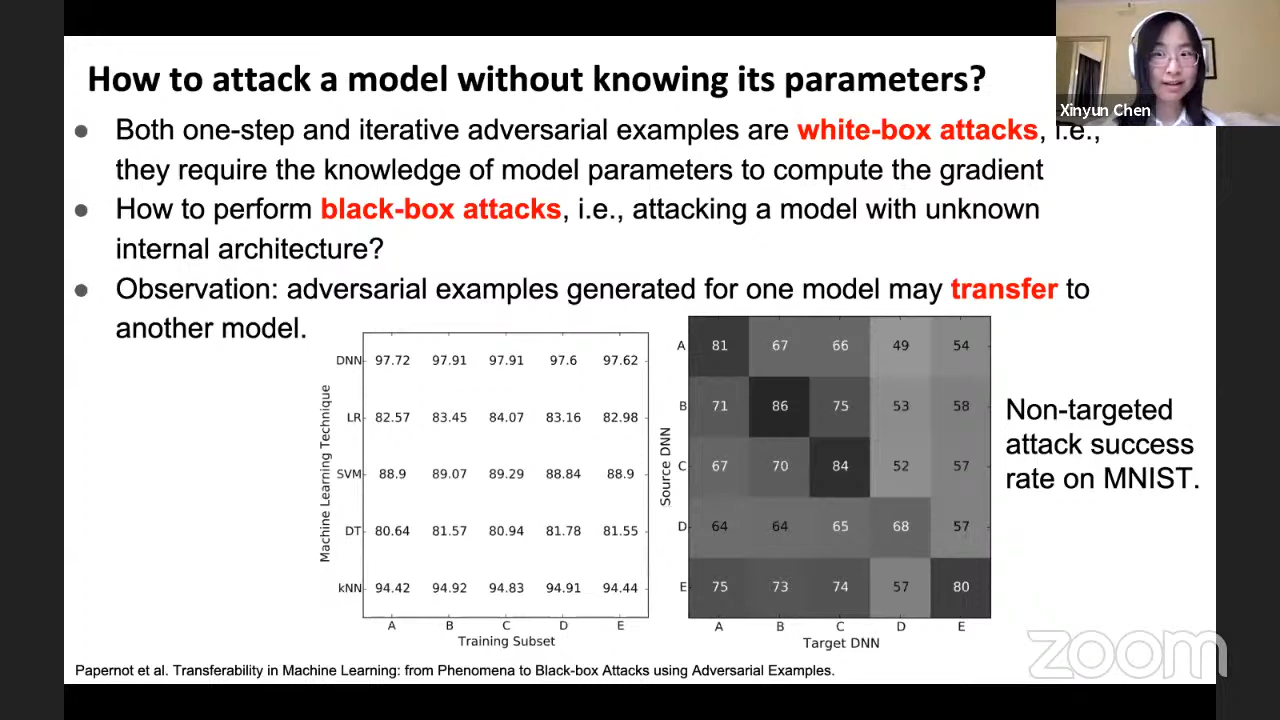 How to attack a model without knowing its parameters?
Xinyun Chen
● Both one-step and iterative adversarial examples are white-box attacks, i.e.,
they require the knowledge of model parameters to compute the gradient
● How to perform black-box attacks, i.e., attacking a model with unknown
internal architecture?
● Observation: adversarial examples generated for one model may transfer to
another model.
Machine Learning Technique
DNN 97.72 97.91 97.91 97.6 97.62
LR 82.57 83.45 84.07 83.16 82.98
SVM 88.9 89.07 89.29 88.84 88.9
DT 80.64 81.57 80.94 81.78 81.55
kNN 94.42 94.92 94.83 94.91 94.44
A B C D E
Training Subset
Source DNN
A 81 67 66 49 54
B 71 86 75 53 58
C 67 70 84 52 57
D 64 64 65 68 57
E 75 73 74 57 80
A B C D E
Target DNN
Non-targeted
attack success
rate on MNIST.
Papernot et al. Transferability in Machine Learning: from Phenomena to Black-box Attacks using Adversarial Examples.
zoom